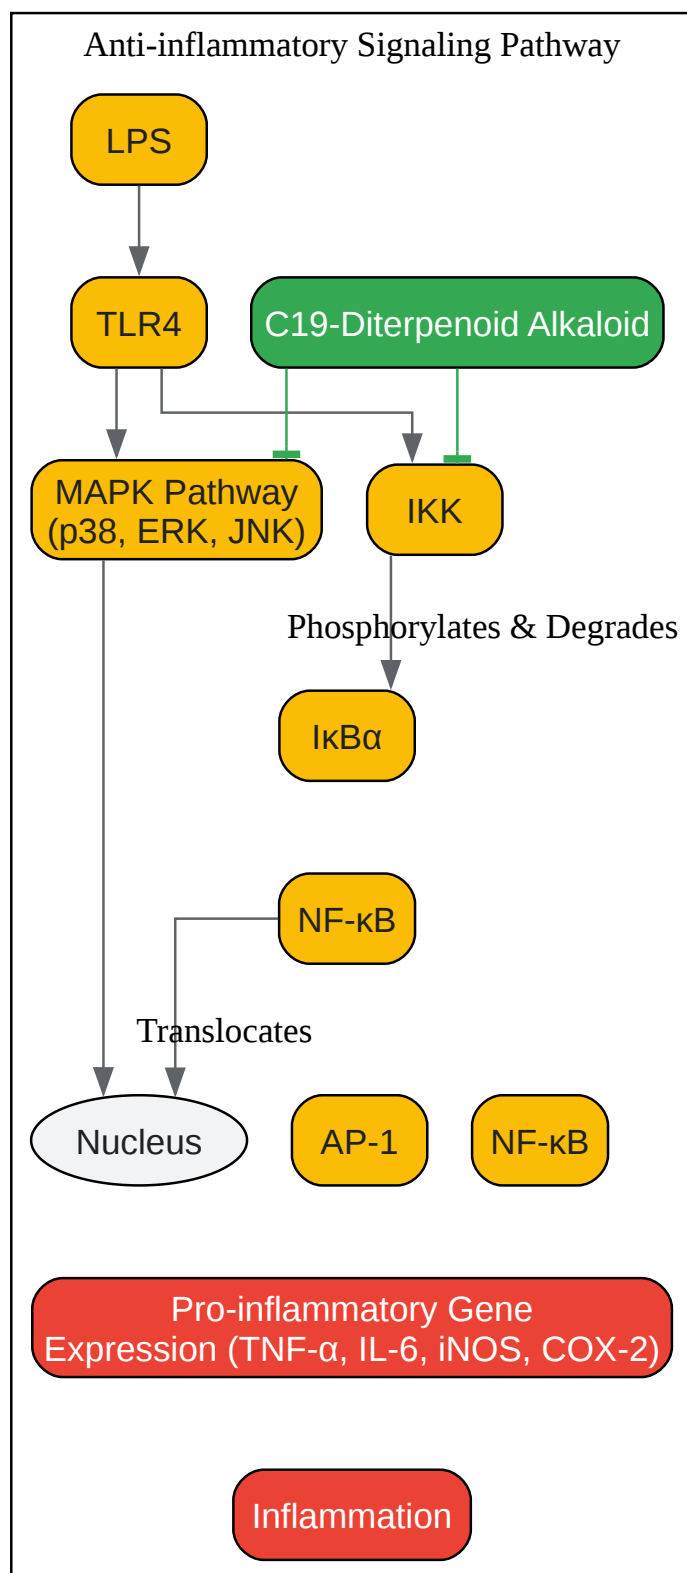 Anti-inflammatory Signaling Pathway
LPS
TLR4
C19-Diterpenoid Alkaloid
MAPK Pathway
(p38, ERK, JNK)
IKK
Phosphorylates & Degrades
IκBα
NF-κB
Translocates
Nucleus
AP-1
NF-κB
Pro-inflammatory Gene
Expression (TNF-α, IL-6, iNOS, COX-2)
Inflammation